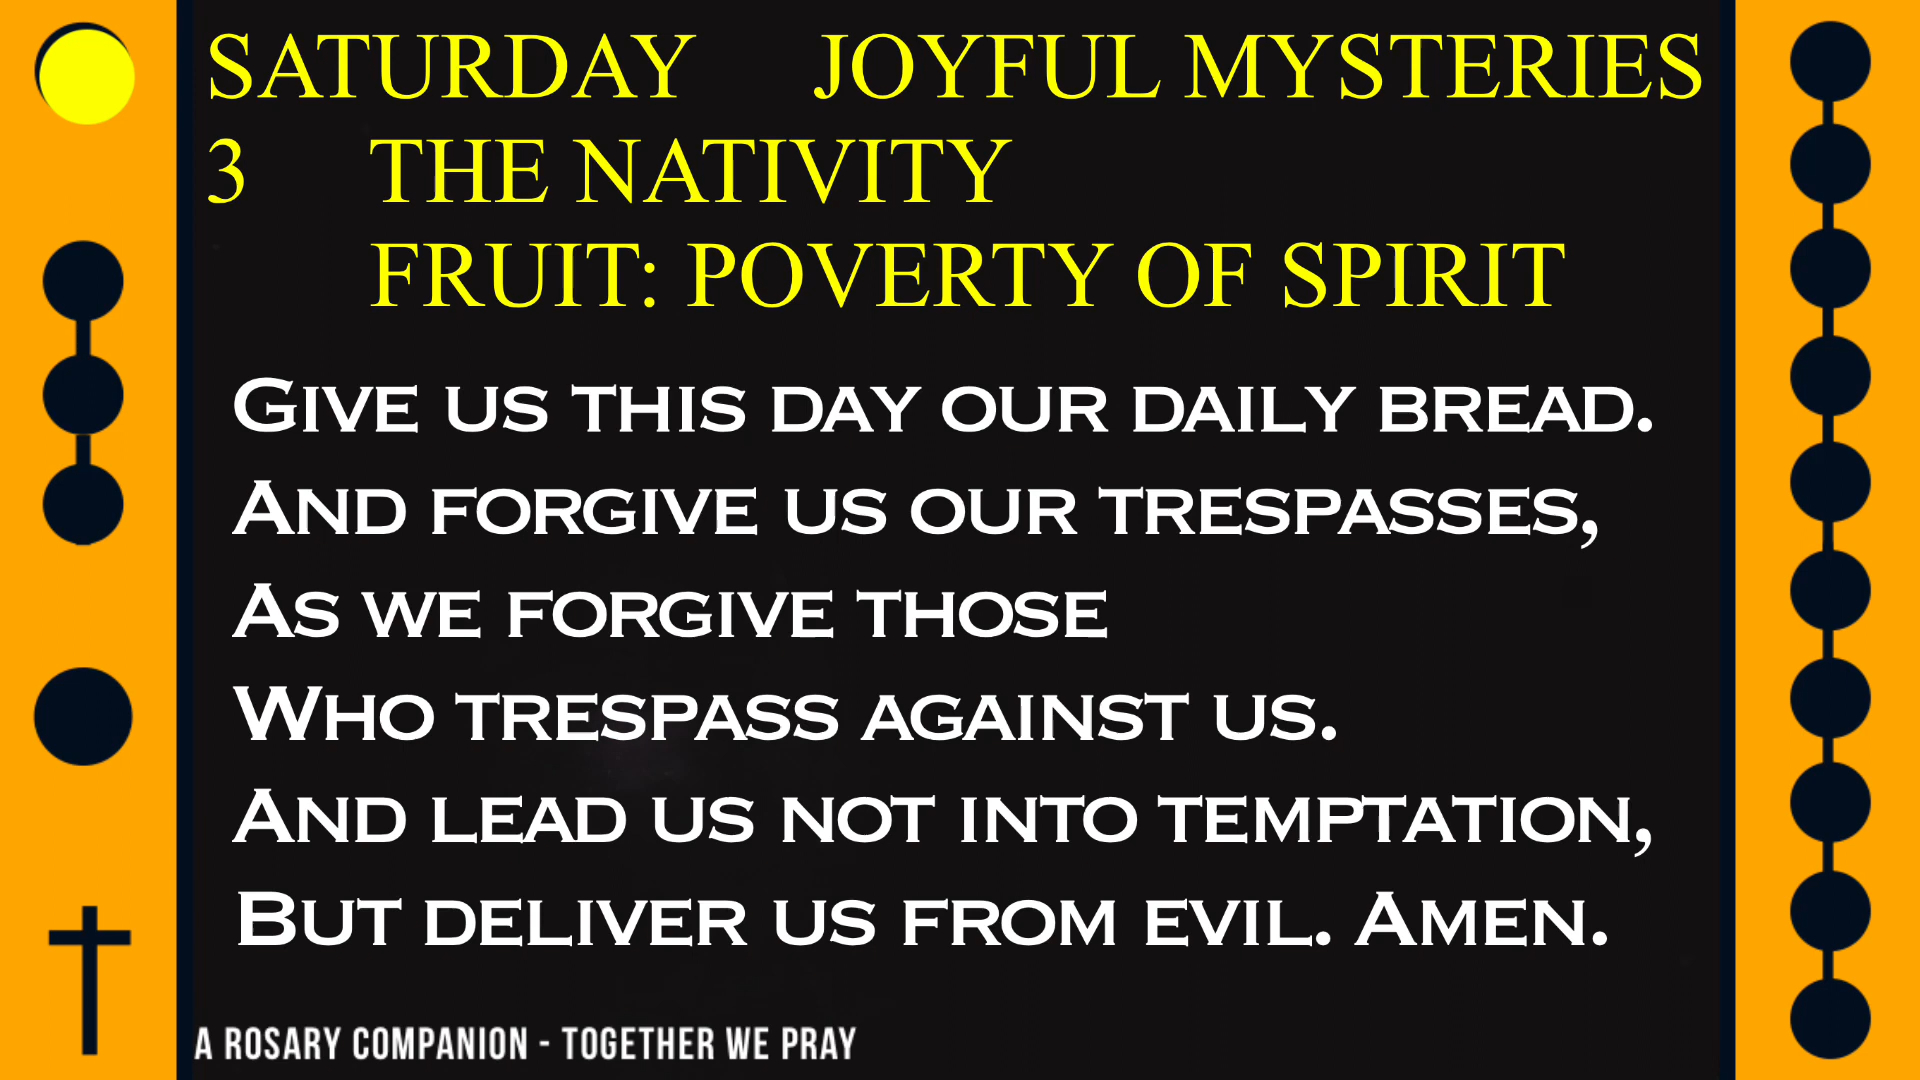 SATURDAY JOYFUL MYSTERIES
3 THE NATIVITY
FRUIT: POVERTY OF SPIRIT
Give us this day our daily bread.
And forgive us our trespasses,
As we forgive those
Who trespass against us.
And lead us not into temptation,
But deliver us from evil. Amen.
A ROSARY COMPANION - TOGETHER WE PRAY